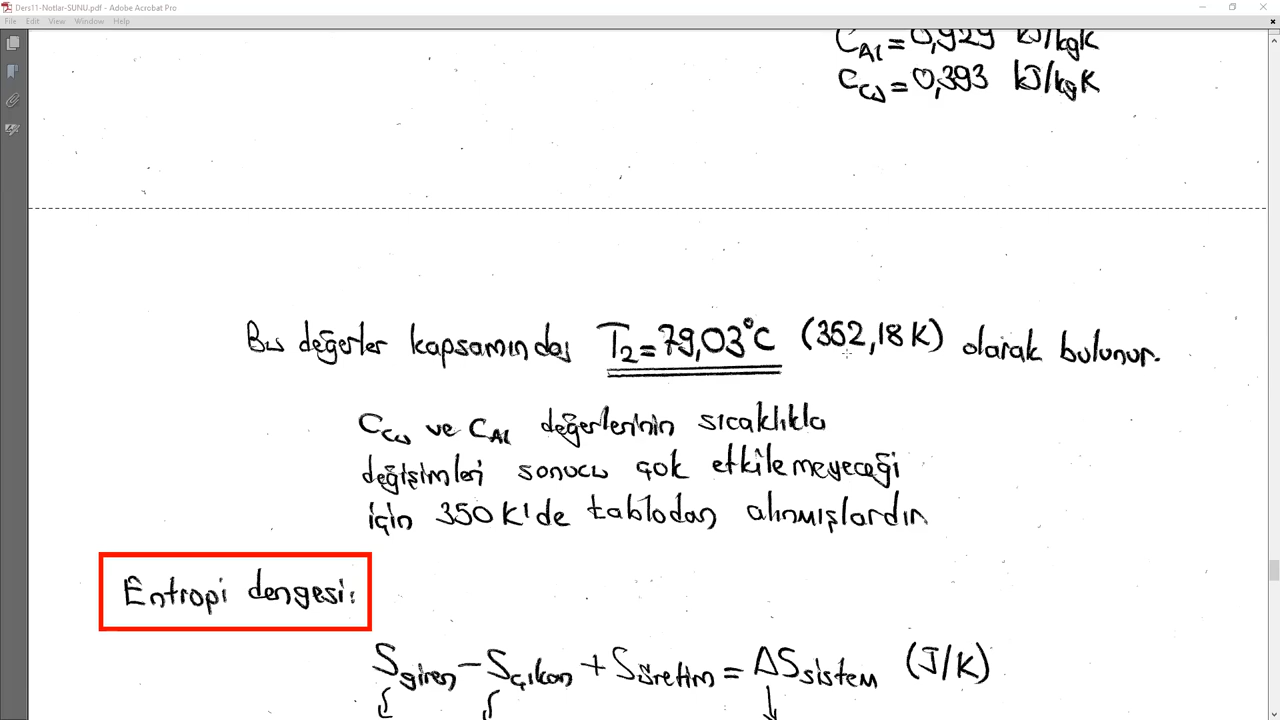 Ders11-Notlar-SUNU.pdf - Adobe Acrobat Pro
File Edit View Window Help
C_Al = 0,929 kJ/kgK
C_Cu = 0,393 kJ/kgK
Bu değerler kapsamında, T₂ = 79,03°C (352,18 K) olarak bulunur.
C_Cu ve C_Al değerlerinin sıcaklıkla
değişimleri sonucu çok etkilemeyeceği
için 350 K'de tablodan alınmışlardır.
Entropi dengesi:
S_giren - S_çıkan + S_üretim = ΔS_sistem (J/K)